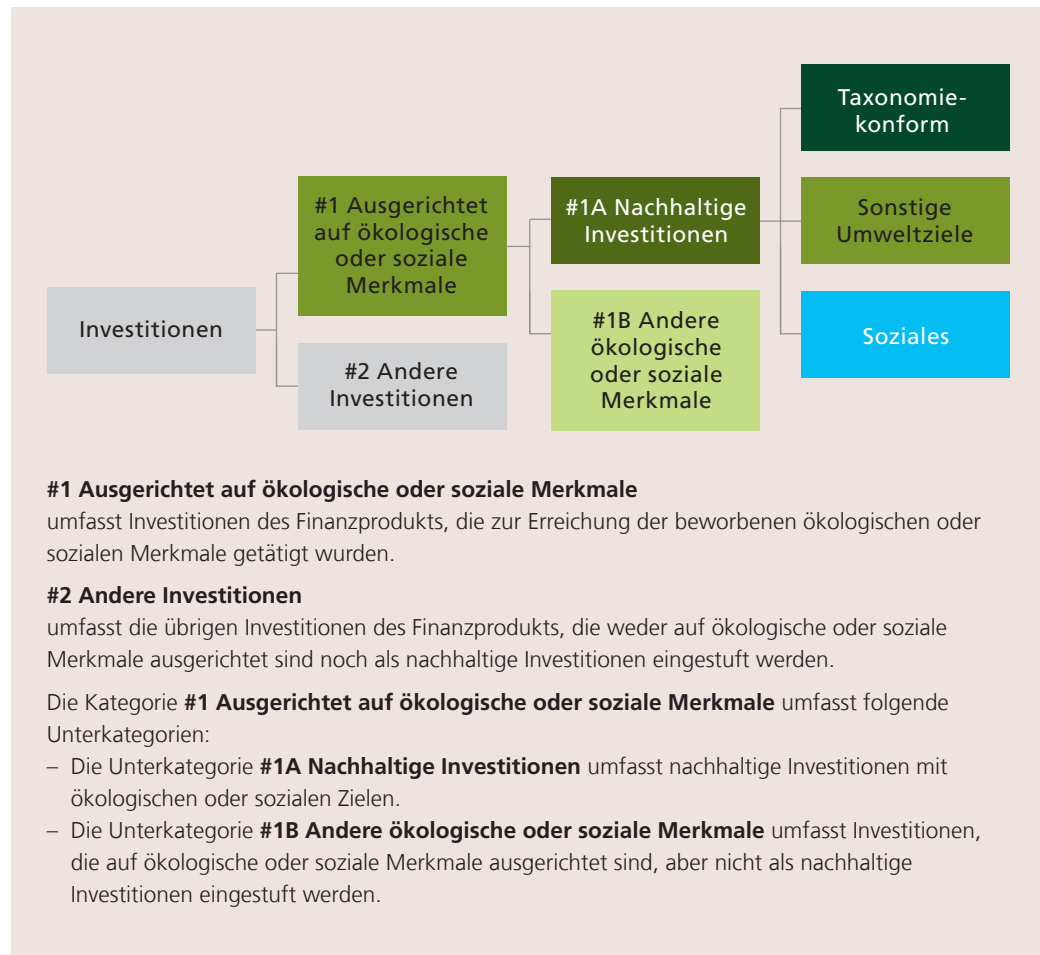 Taxonomie-
konform
#1 Ausgerichtet
auf ökologische
oder soziale
Merkmale
#1A Nachhaltige
Investitionen
Sonstige
Umweltziele
Investitionen
#2 Andere
Investitionen
#1B Andere
ökologische
oder soziale
Merkmale
Soziales
#1 Ausgerichtet auf ökologische oder soziale Merkmale
umfasst Investitionen des Finanzprodukts, die zur Erreichung der beworbenen ökologischen oder
sozialen Merkmale getätigt wurden.
#2 Andere Investitionen
umfasst die übrigen Investitionen des Finanzprodukts, die weder auf ökologische oder soziale
Merkmale ausgerichtet sind noch als nachhaltige Investitionen eingestuft werden.
Die Kategorie #1 Ausgerichtet auf ökologische oder soziale Merkmale umfasst folgende
Unterkategorien:
– Die Unterkategorie #1A Nachhaltige Investitionen umfasst nachhaltige Investitionen mit
ökologischen oder sozialen Zielen.
– Die Unterkategorie #1B Andere ökologische oder soziale Merkmale umfasst Investitionen,
die auf ökologische oder soziale Merkmale ausgerichtet sind, aber nicht als nachhaltige
Investitionen eingestuft werden.